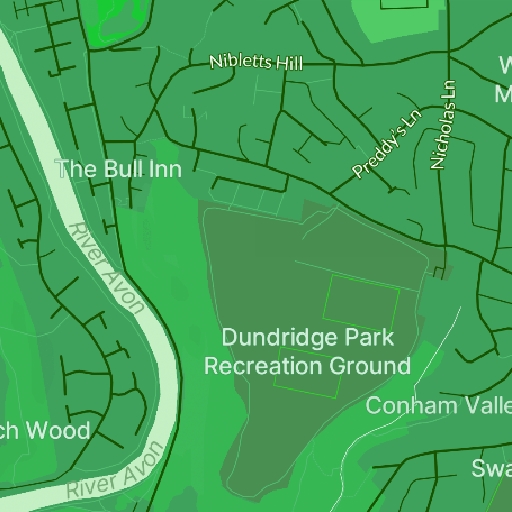 Nibletts Hill
W
M
Nicholas Ln
Preddy's Ln
The Bull Inn
River Avon
Dundridge Park
Recreation Ground
Conham Valle
ch Wood
Swa
River Avon